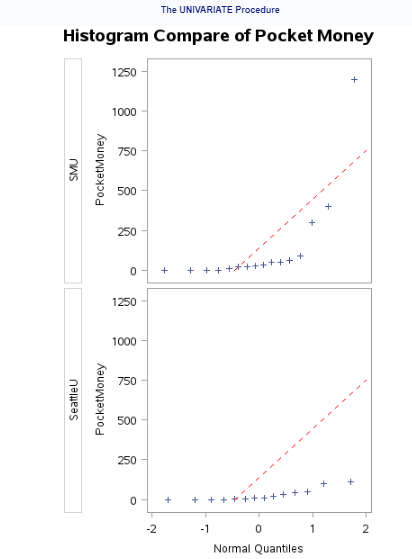 The UNIVARIATE Procedure
Histogram Compare of Pocket Money
SMU
PocketMoney
1250
1000
750
500
250
0
SeattleU
PocketMoney
1250
1000
750
500
250
0
-2 -1 0 1 2
Normal Quantiles